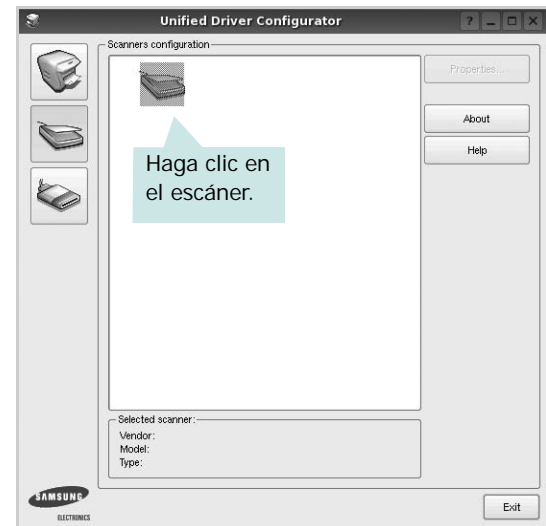 Unified Driver Configurator
Scanners configuration
Properties...
About
Help
Haga clic en
el escáner.
Selected scanner:
Vendor:
Model:
Type:
SAMSUNG
ELECTRONICS
Exit